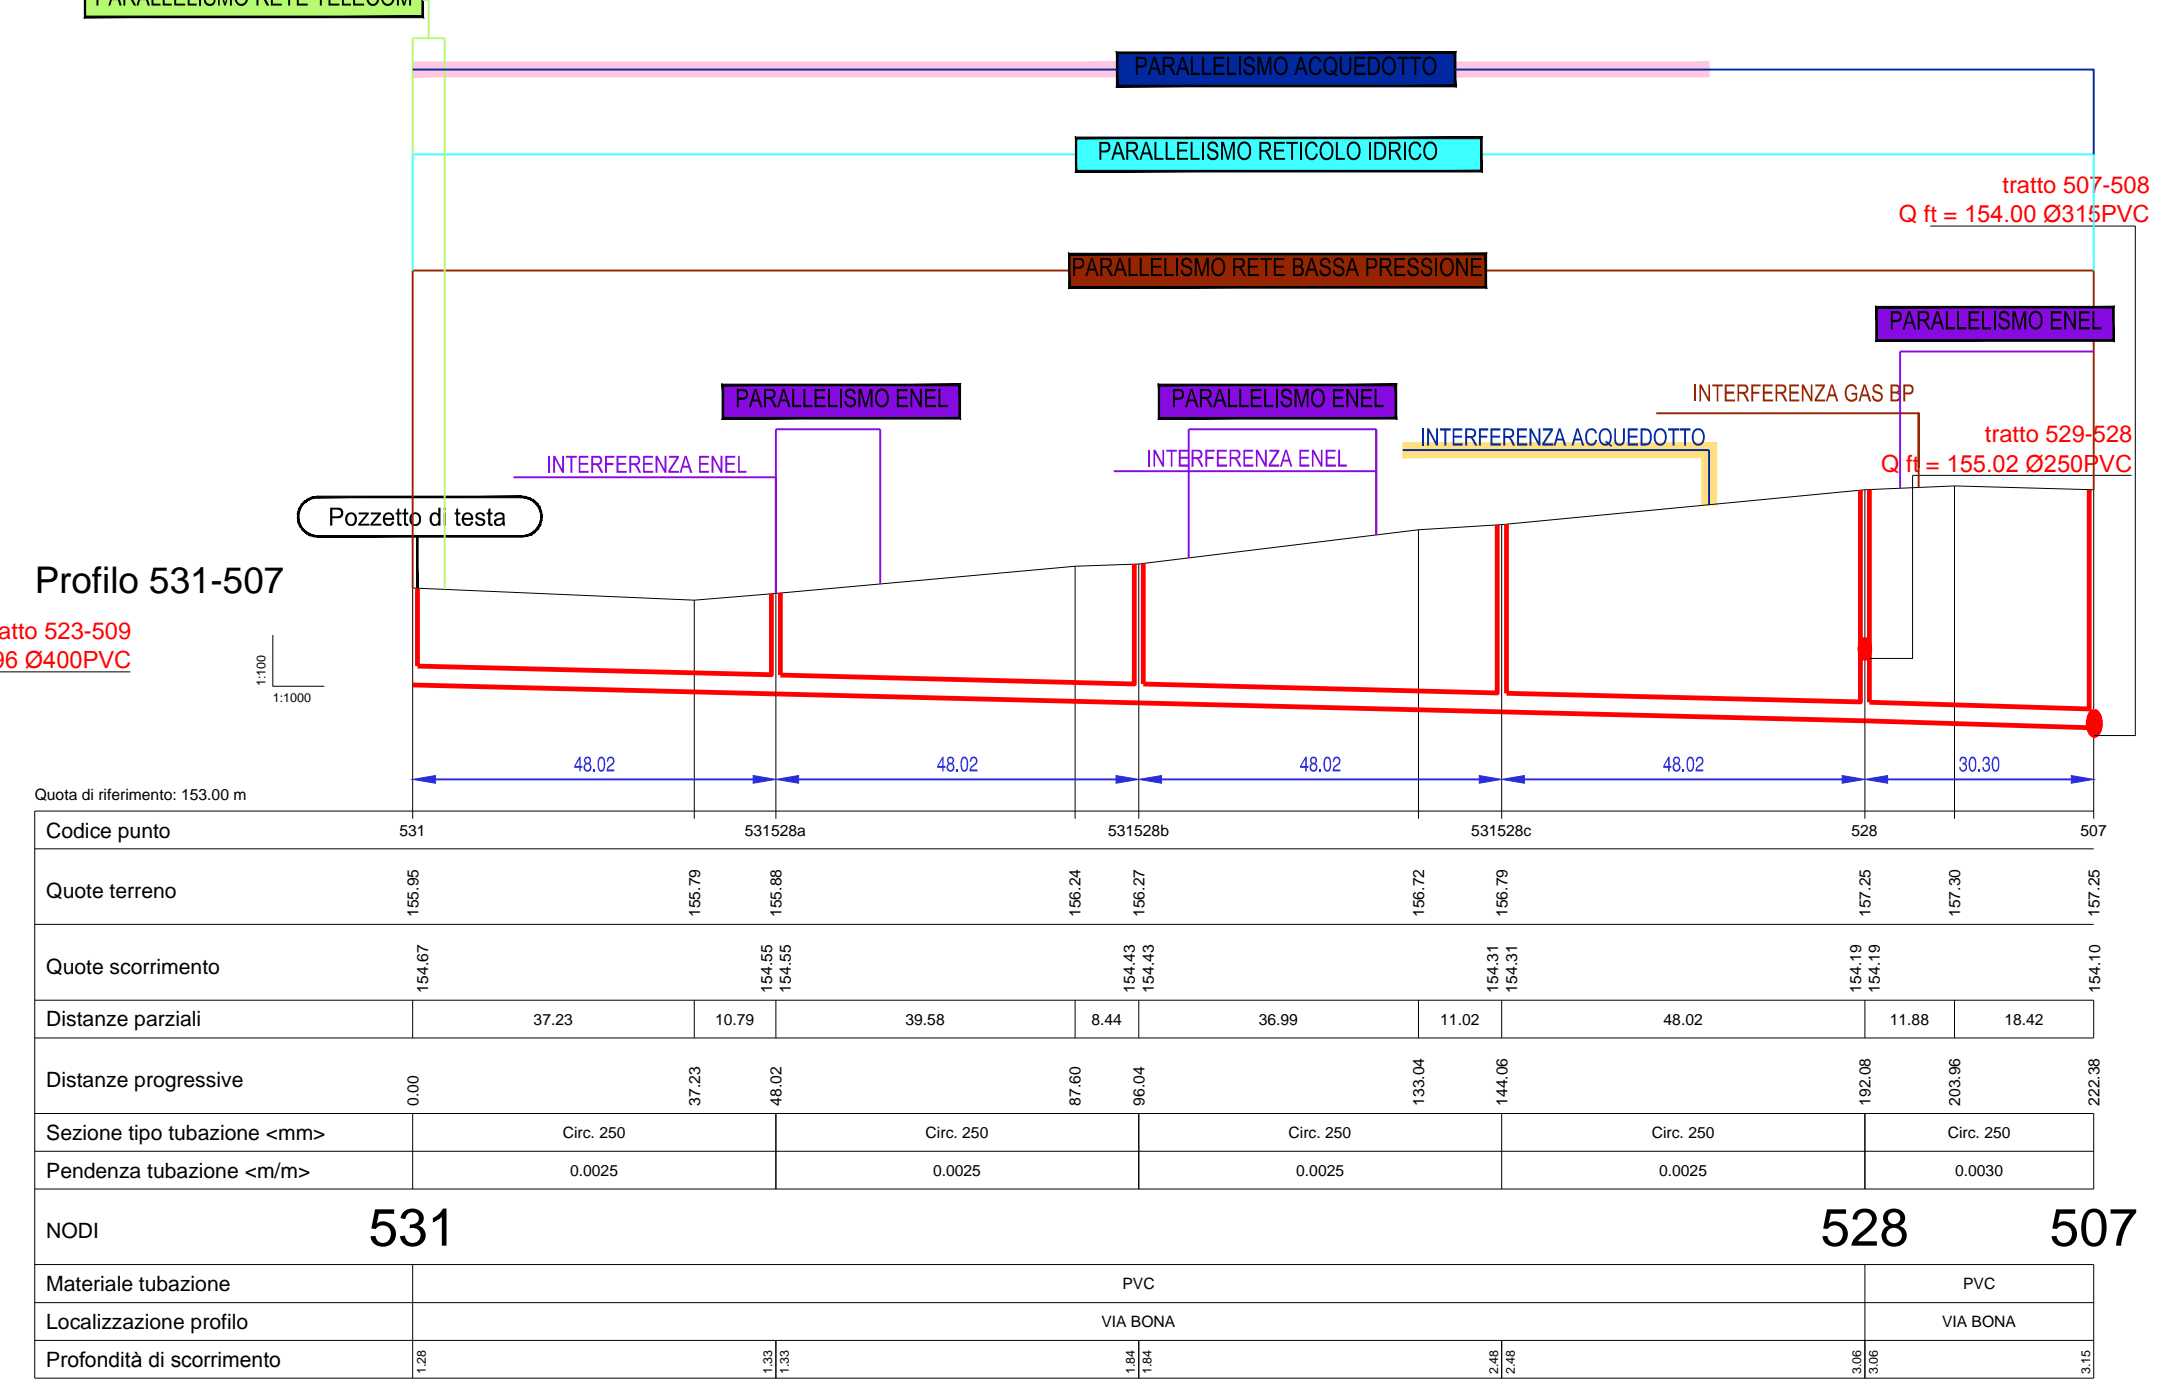 PARALLELISMO RETE TELECOM
PARALLELISMO ACQUEDOTTO
PARALLELISMO RETICOLO IDRICO
tratto 507-508
Q ft = 154.00 Ø315PVC
PARALLELISMO RETE BASSA PRESSIONE
PARALLELISMO ENEL
PARALLELISMO ENEL
PARALLELISMO ENEL
INTERFERENZA GAS BP
INTERFERENZA ACQUEDOTTO
tratto 529-528
Q ft = 155.02 Ø250PVC
INTERFERENZA ENEL
INTERFERENZA ENEL
Pozzetto di testa
Profilo 531-507
atto 523-509
96 Ø400PVC
1:100
1:1000
48.02 48.02 48.02 48.02 30.30
Quota di riferimento: 153.00 m
Codice punto 531 531528a 531528b 531528c 528 507
Quote terreno 155.95 155.79 155.88 156.24 156.27 156.72 156.79 157.25 157.30 157.25
Quote scorrimento 154.67 154.55 154.55 154.43 154.43 154.31 154.31 154.19 154.19 154.10
Distanze parziali 37.23 10.79 39.58 8.44 36.99 11.02 48.02 11.88 18.42
Distanze progressive 0.00 37.23 48.02 87.60 96.04 133.04 144.06 192.08 203.96 222.38
Sezione tipo tubazione <mm> Circ. 250 Circ. 250 Circ. 250 Circ. 250 Circ. 250
Pendenza tubazione <m/m> 0.0025 0.0025 0.0025 0.0025 0.0030
NODI 531 528 507
Materiale tubazione PVC PVC
Localizzazione profilo VIA BONA VIA BONA
Profondità di scorrimento 1.28 1.33 1.33 1.84 1.84 2.48 2.48 3.06 3.06 3.15